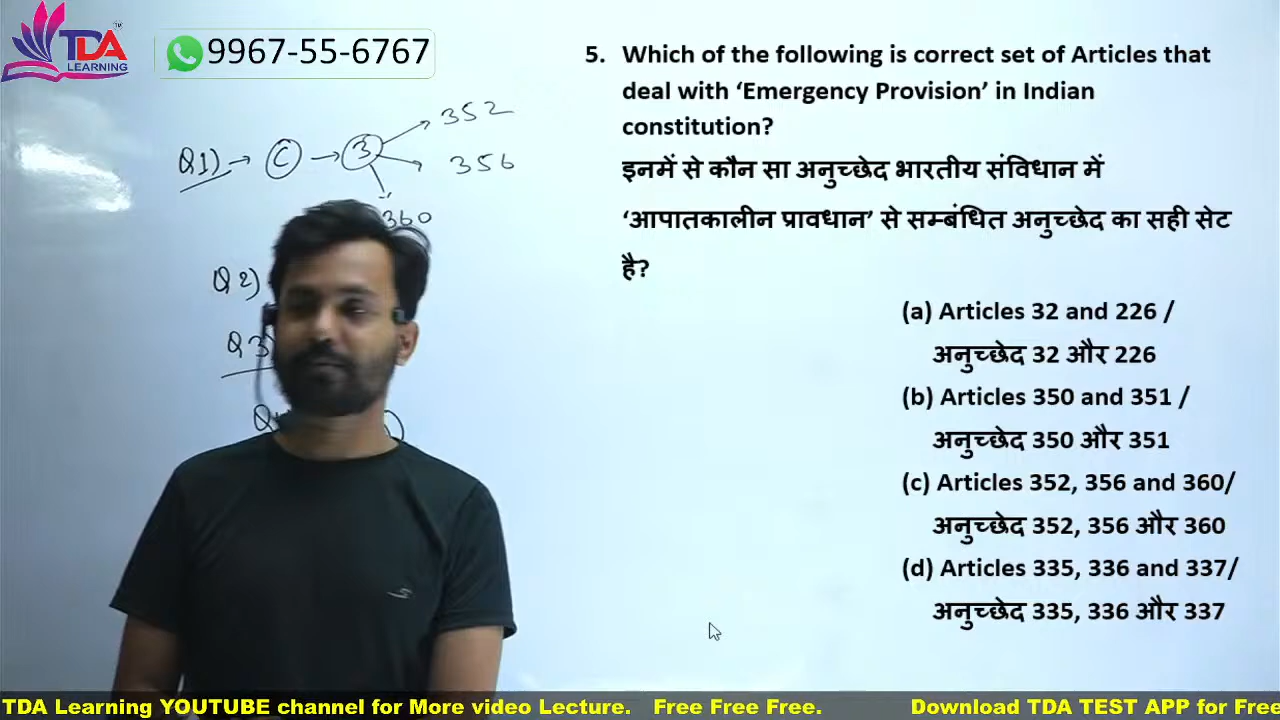 TDA
LEARNING
9967-55-6767
Q1) → C → 3 → 352
356
360
Q2)
Q3)
5. Which of the following is correct set of Articles that
deal with ‘Emergency Provision’ in Indian
constitution?
इनमें से कौन सा अनुच्छेद भारतीय संविधान में
‘आपातकालीन प्रावधान’ से सम्बंधित अनुच्छेद का सही सेट
है?
(a) Articles 32 and 226 /
अनुच्छेद 32 और 226
(b) Articles 350 and 351 /
अनुच्छेद 350 और 351
(c) Articles 352, 356 and 360/
अनुच्छेद 352, 356 और 360
(d) Articles 335, 336 and 337/
अनुच्छेद 335, 336 और 337
TDA Learning YOUTUBE channel for More video Lecture. Free Free Free. Download TDA TEST APP for Free